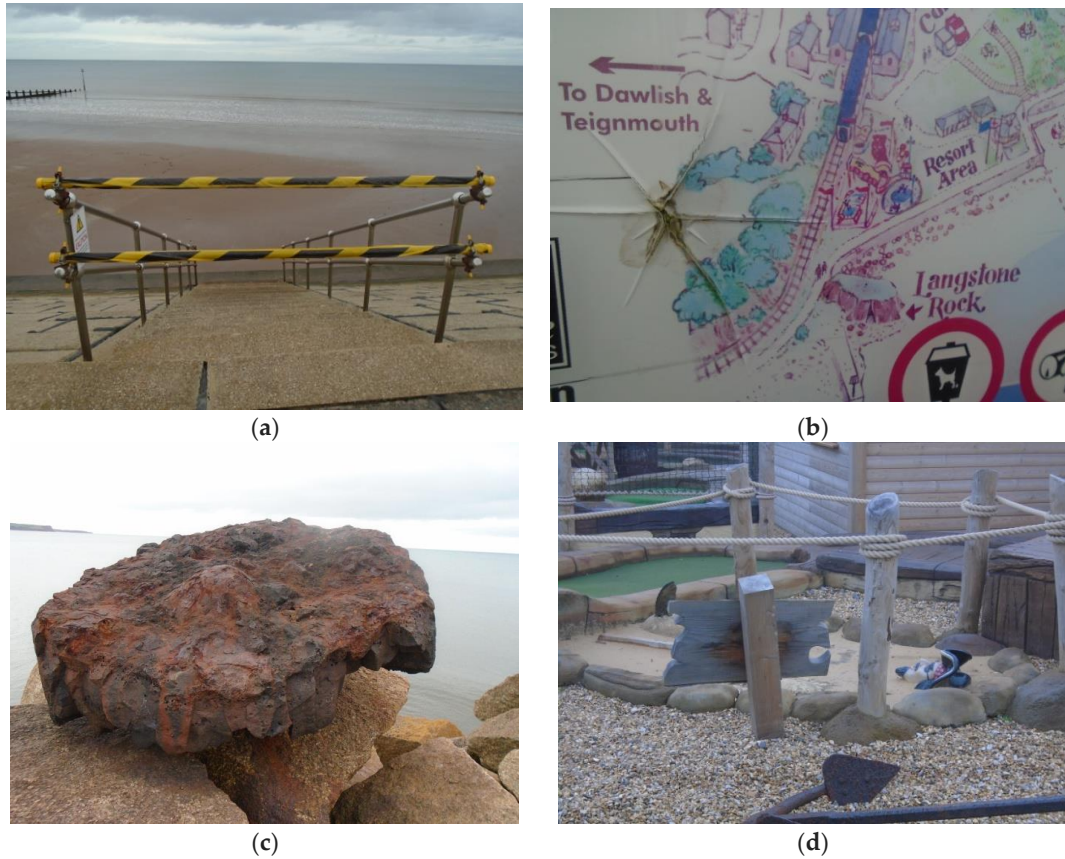 To Dawlish &
Teignmouth
Resort
Area
Langstone
Rock
(a)
(b)
(c)
(d)